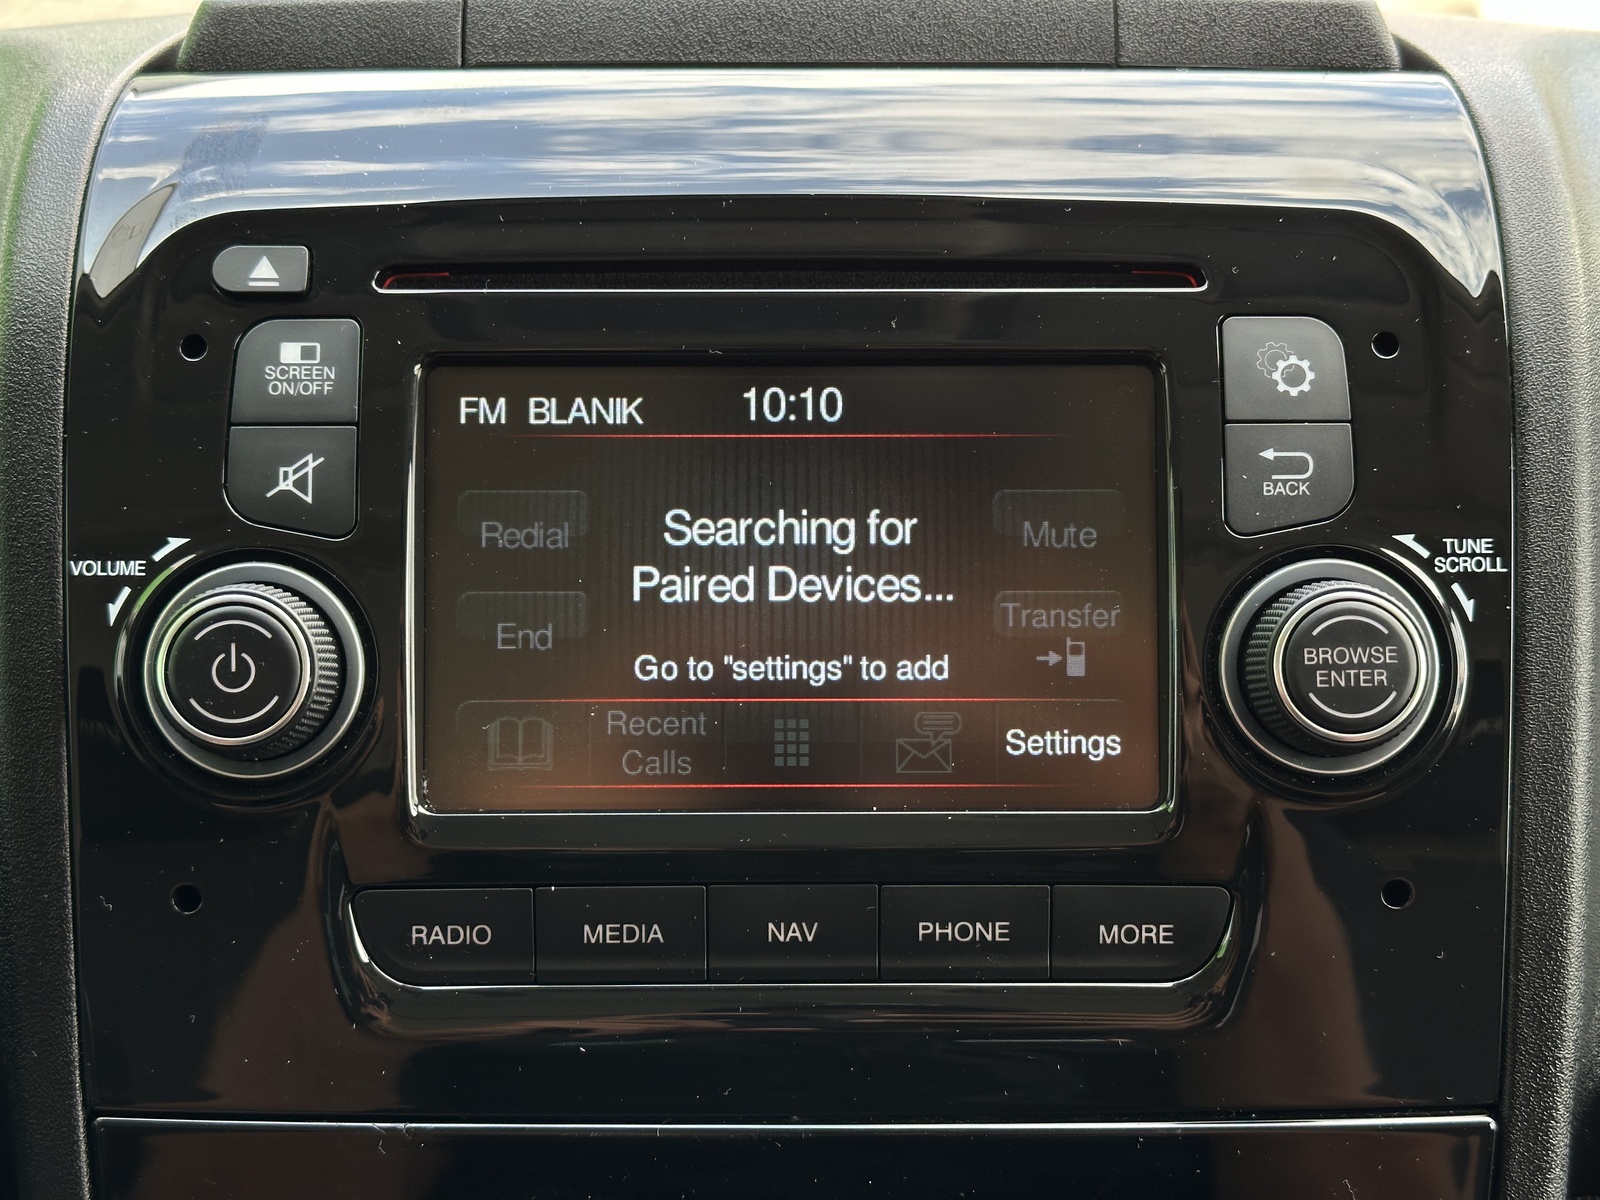 SCREEN
ON/OFF
VOLUME
FM BLANIK 10:10
Redial
Searching for
Paired Devices...
Mute
End
Transfer
Go to "settings" to add
Recent
Calls
Settings
BACK
TUNE
SCROLL
BROWSE
ENTER
RADIO
MEDIA
NAV
PHONE
MORE